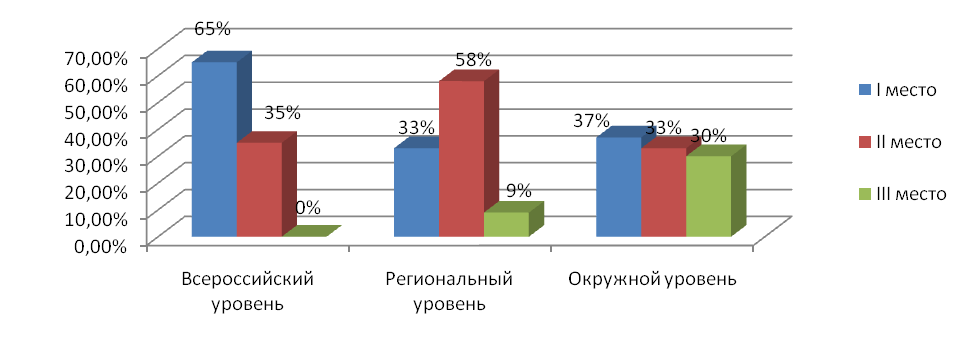 65%
70,00%
58%
60,00%
50,00%
35%
33%
37%
33%
30%
40,00%
30,00%
0%
9%
20,00%
10,00%
0,00%
Всероссийский
уровень
Региональный
уровень
Окружной уровень
I место
II место
III место